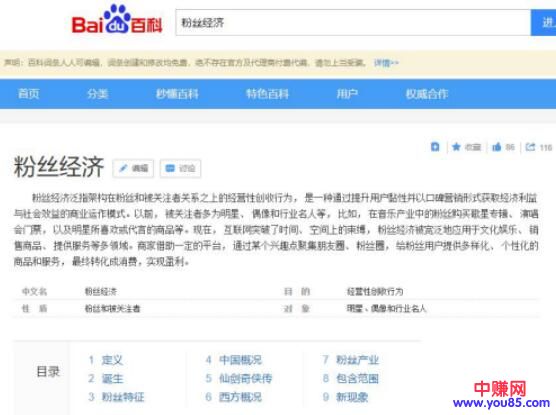 Bai du 百科
粉丝经济
进入
声明：百科词条人人可编辑，词条创建和修改均免费，绝不存在官方及代理商付费代编，请勿上当受骗。 详情>>
首页 分类 秒懂百科 特色百科 用户 权威合作
收藏 86 116
粉丝经济 编辑 讨论
粉丝经济泛指架构在粉丝和被关注者关系之上的经营性创收行为，是一种通过提升用户黏性并以口碑营销形式获取经济利益
与社会效益的商业运作模式。以前，被关注者多为明星、偶像和行业名人等，比如，在音乐产业中的粉丝购买歌星专辑、演唱
会门票，以及明星所喜欢或代言的商品等。现在，互联网突破了时间、空间上的束缚，粉丝经济被宽泛地应用于文化娱乐、销
售商品、提供服务等多领域。商家借助一定的平台，通过某个兴趣点聚集朋友圈、粉丝圈，给粉丝用户提供多样化、个性化的
商品和服务，最终转化成消费，实现盈利。
中文名 粉丝经济 目的 经营性创收行为
性质 粉丝和被关注者 对象 明星、偶像和行业名人
目录
1 定义 4 中国概况 7 粉丝产业
2 诞生 5 仙剑奇侠传 8 包含范围
3 粉丝特征 6 西方概况 9 新现象
中赚网
www.you85.com